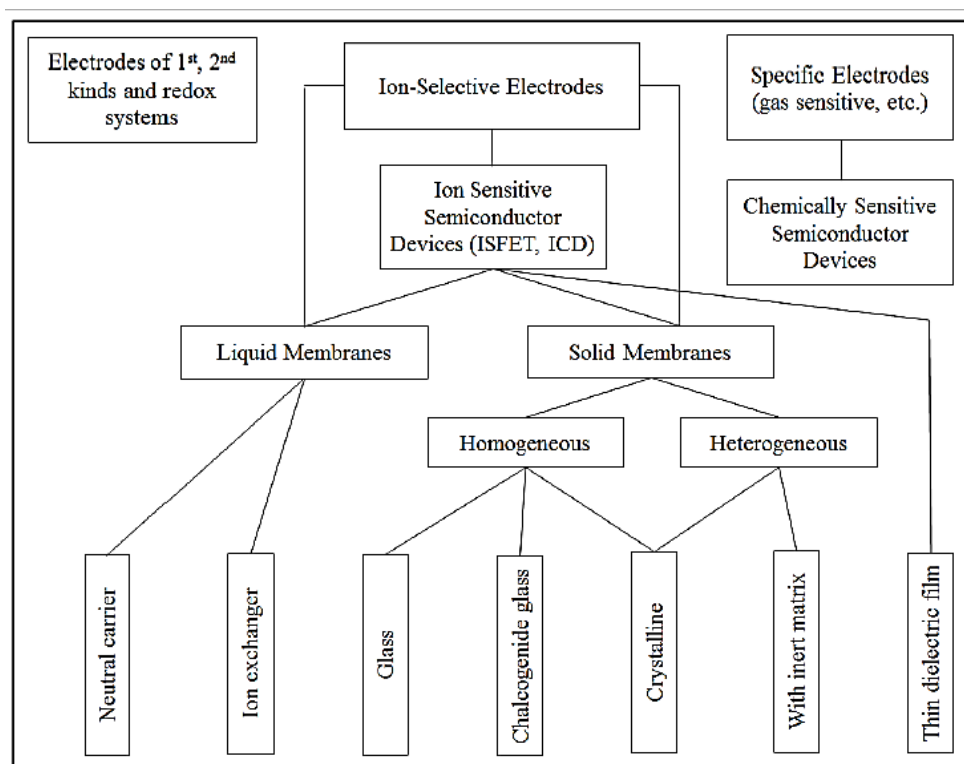 Electrodes of 1st, 2nd
kinds and redox
systems
Ion-Selective Electrodes
Specific Electrodes
(gas sensitive, etc.)
Ion Sensitive
Semiconductor
Devices (ISFET, ICD)
Chemically Sensitive
Semiconductor
Devices
Liquid Membranes
Solid Membranes
Homogeneous
Heterogeneous
Neutral carrier
Ion exchanger
Glass
Chalcogenide glass
Crystalline
With inert matrix
Thin dielectric film